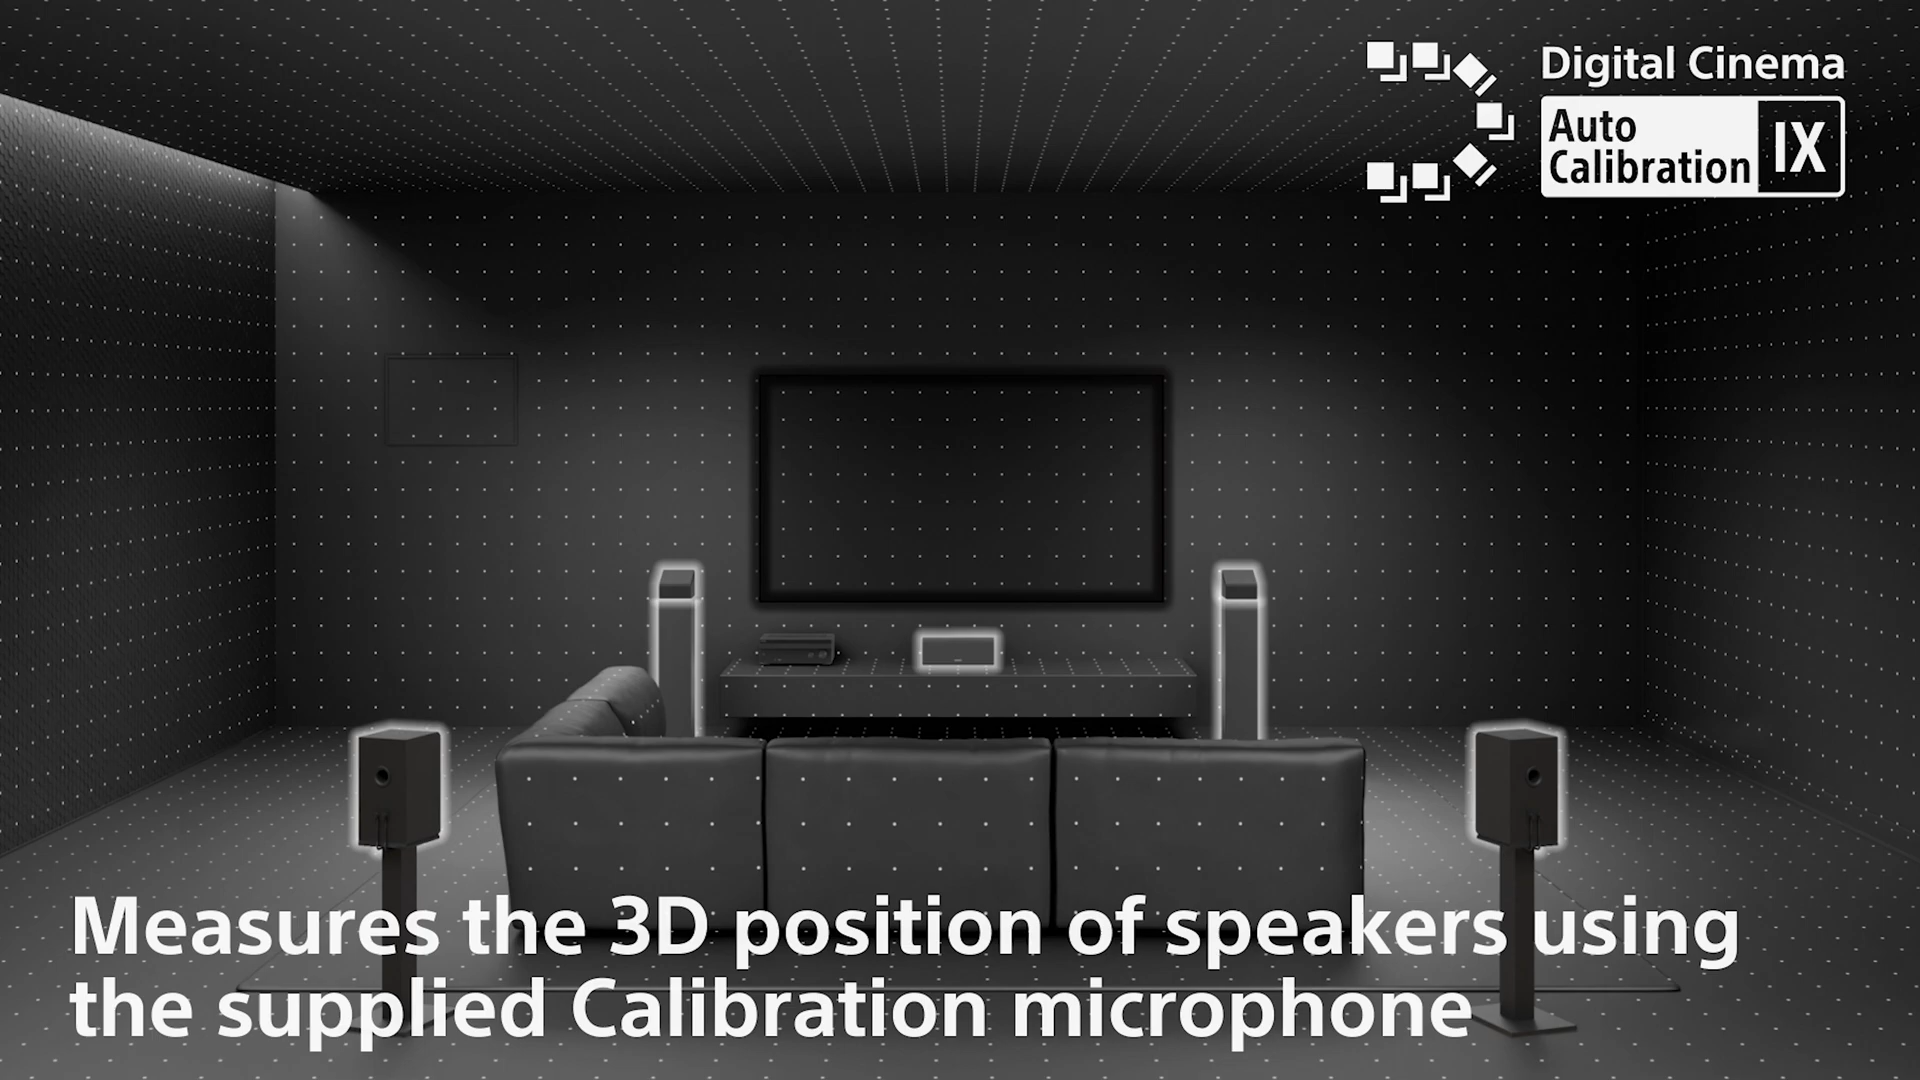 Digital Cinema
Auto
Calibration
IX
Measures the 3D position of speakers using
the supplied Calibration microphone